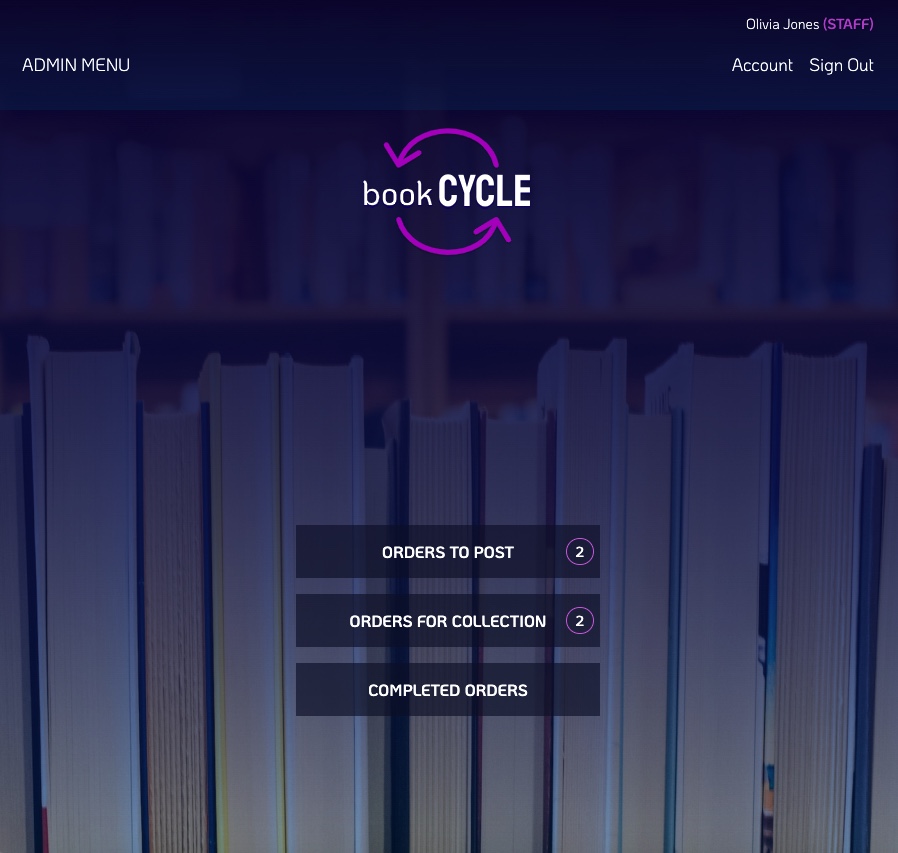 Olivia Jones (STAFF)
ADMIN MENU
Account Sign Out
book CYCLE
ORDERS TO POST 2
ORDERS FOR COLLECTION 2
COMPLETED ORDERS